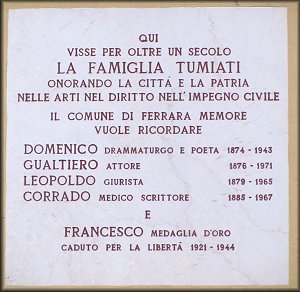 QUI
VISSE PER OLTRE UN SECOLO
LA FAMIGLIA TUMIATI
ONORANDO LA CITTÀ E LA PATRIA
NELLE ARTI NEL DIRITTO NELL'IMPEGNO CIVILE
IL COMUNE DI FERRARA MEMORE
VUOLE RICORDARE
DOMENICO DRAMMATURGO E POETA 1874 - 1943
GUALTIERO ATTORE 1876 - 1971
LEOPOLDO GIURISTA 1879 - 1965
CORRADO MEDICO SCRITTORE 1885 - 1967
E
FRANCESCO MEDAGLIA D'ORO
CADUTO PER LA LIBERTÀ 1921 - 1944